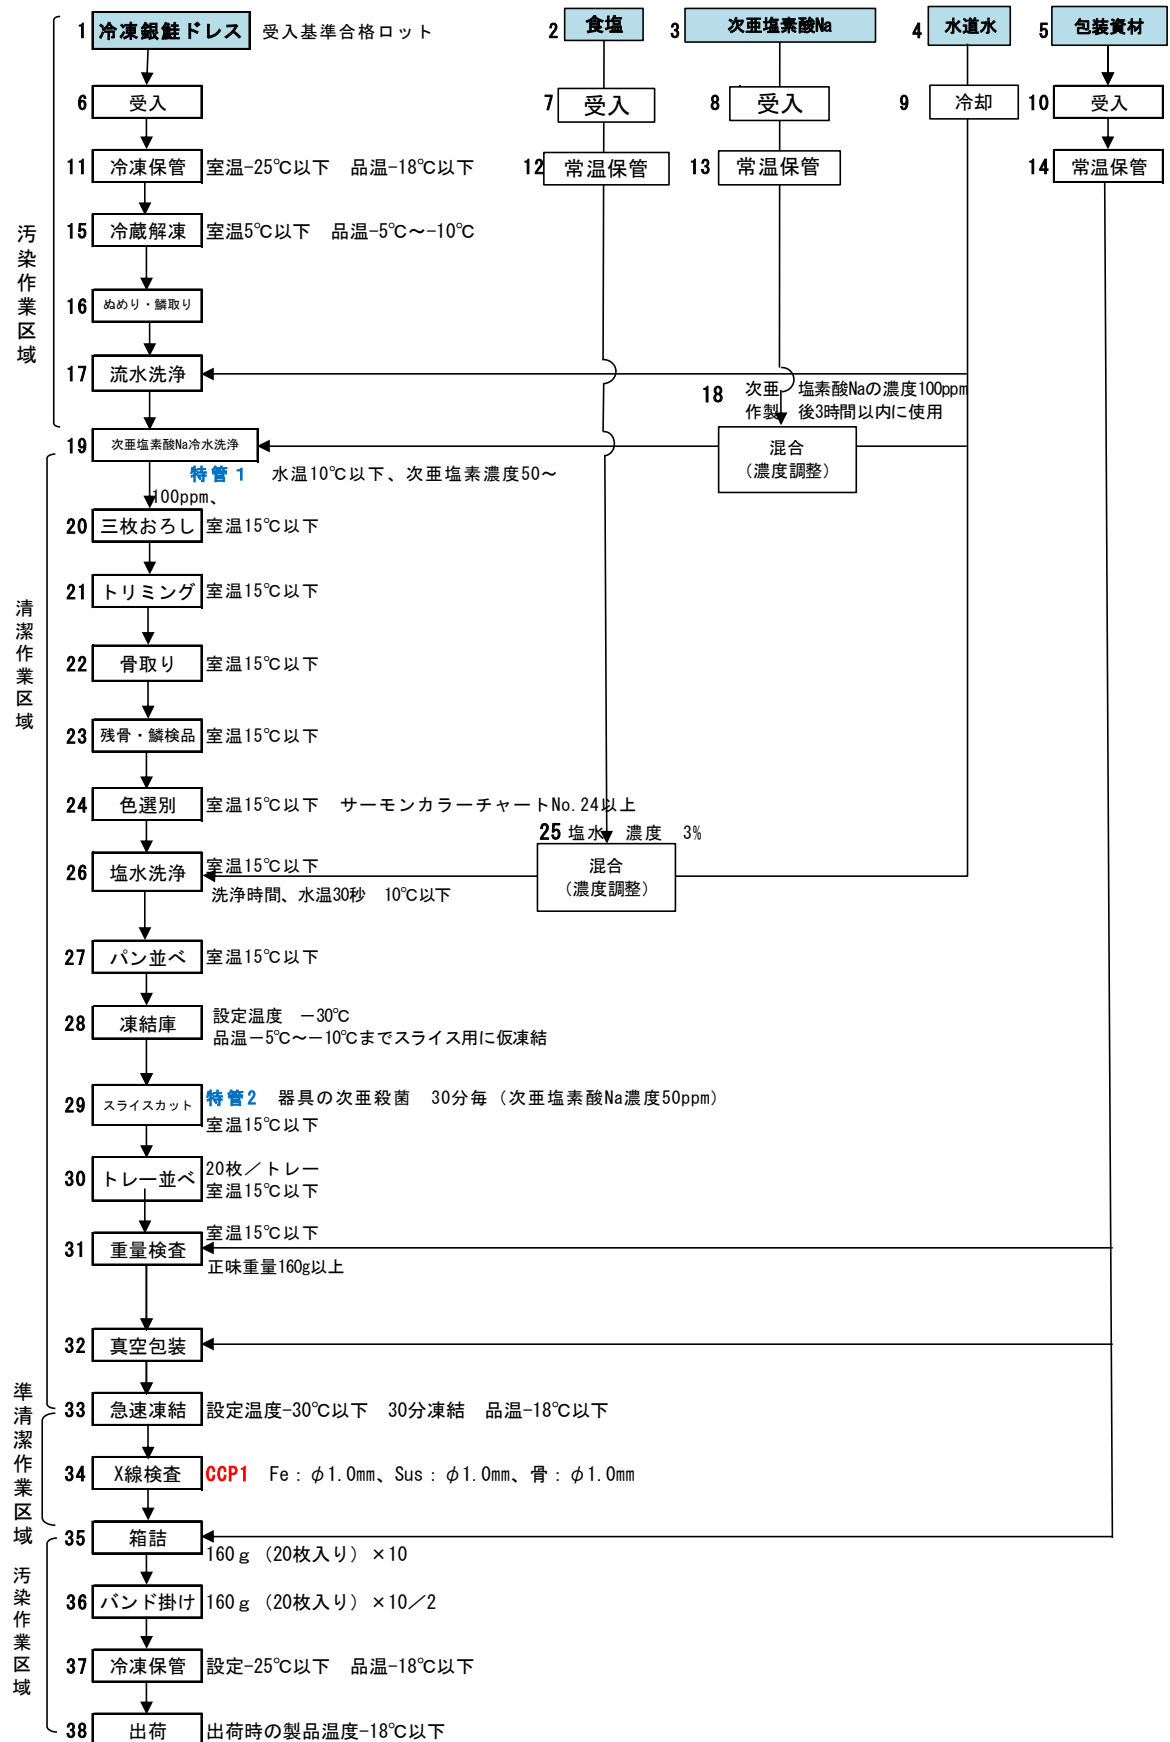 1 冷凍銀鮭ドレス 受入基準合格ロット
2 食塩
3 次亜塩素酸Na
4 水道水
5 包装資材
6 受入
7 受入
8 受入
9 冷却
10 受入
11 冷凍保管 室温-25℃以下 品温-18℃以下
12 常温保管
13 常温保管
14 常温保管
15 冷蔵解凍 室温5℃以下 品温-5℃～-10℃
汚染作業区域
16 ぬめり・鱗取り
17 流水洗浄
18 次亜塩素酸Naの濃度100ppm
作製後3時間以内に使用
混合
（濃度調整）
19 次亜塩素酸Na冷水洗浄
特管１ 水温10℃以下、次亜塩素濃度50～
100ppm、
20 三枚おろし 室温15℃以下
21 トリミング 室温15℃以下
清潔作業区域
22 骨取り 室温15℃以下
23 残骨・鱗検品 室温15℃以下
24 色選別 室温15℃以下 サーモンカラーチャートNo.24以上
25 塩水 濃度 3%
混合
（濃度調整）
26 塩水洗浄 室温15℃以下
洗浄時間、水温30秒 10℃以下
27 パン並べ 室温15℃以下
28 凍結庫 設定温度 －30℃
品温－5℃～－10℃までスライス用に仮凍結
29 スライスカット 特管2 器具の次亜殺菌 30分毎（次亜塩素酸Na濃度50ppm）
室温15℃以下
30 トレー並べ 20枚／トレー
室温15℃以下
31 重量検査 室温15℃以下
正味重量160g以上
32 真空包装
準清潔作業区域
33 急速凍結 設定温度-30℃以下 30分凍結 品温-18℃以下
34 X線検査 CCP1 Fe：φ1.0mm、Sus：φ1.0mm、骨：φ1.0mm
35 箱詰
160ｇ（20枚入り）×10
汚染作業区域
36 バンド掛け 160ｇ（20枚入り）×10／2
37 冷凍保管 設定-25℃以下 品温-18℃以下
38 出荷 出荷時の製品温度-18℃以下